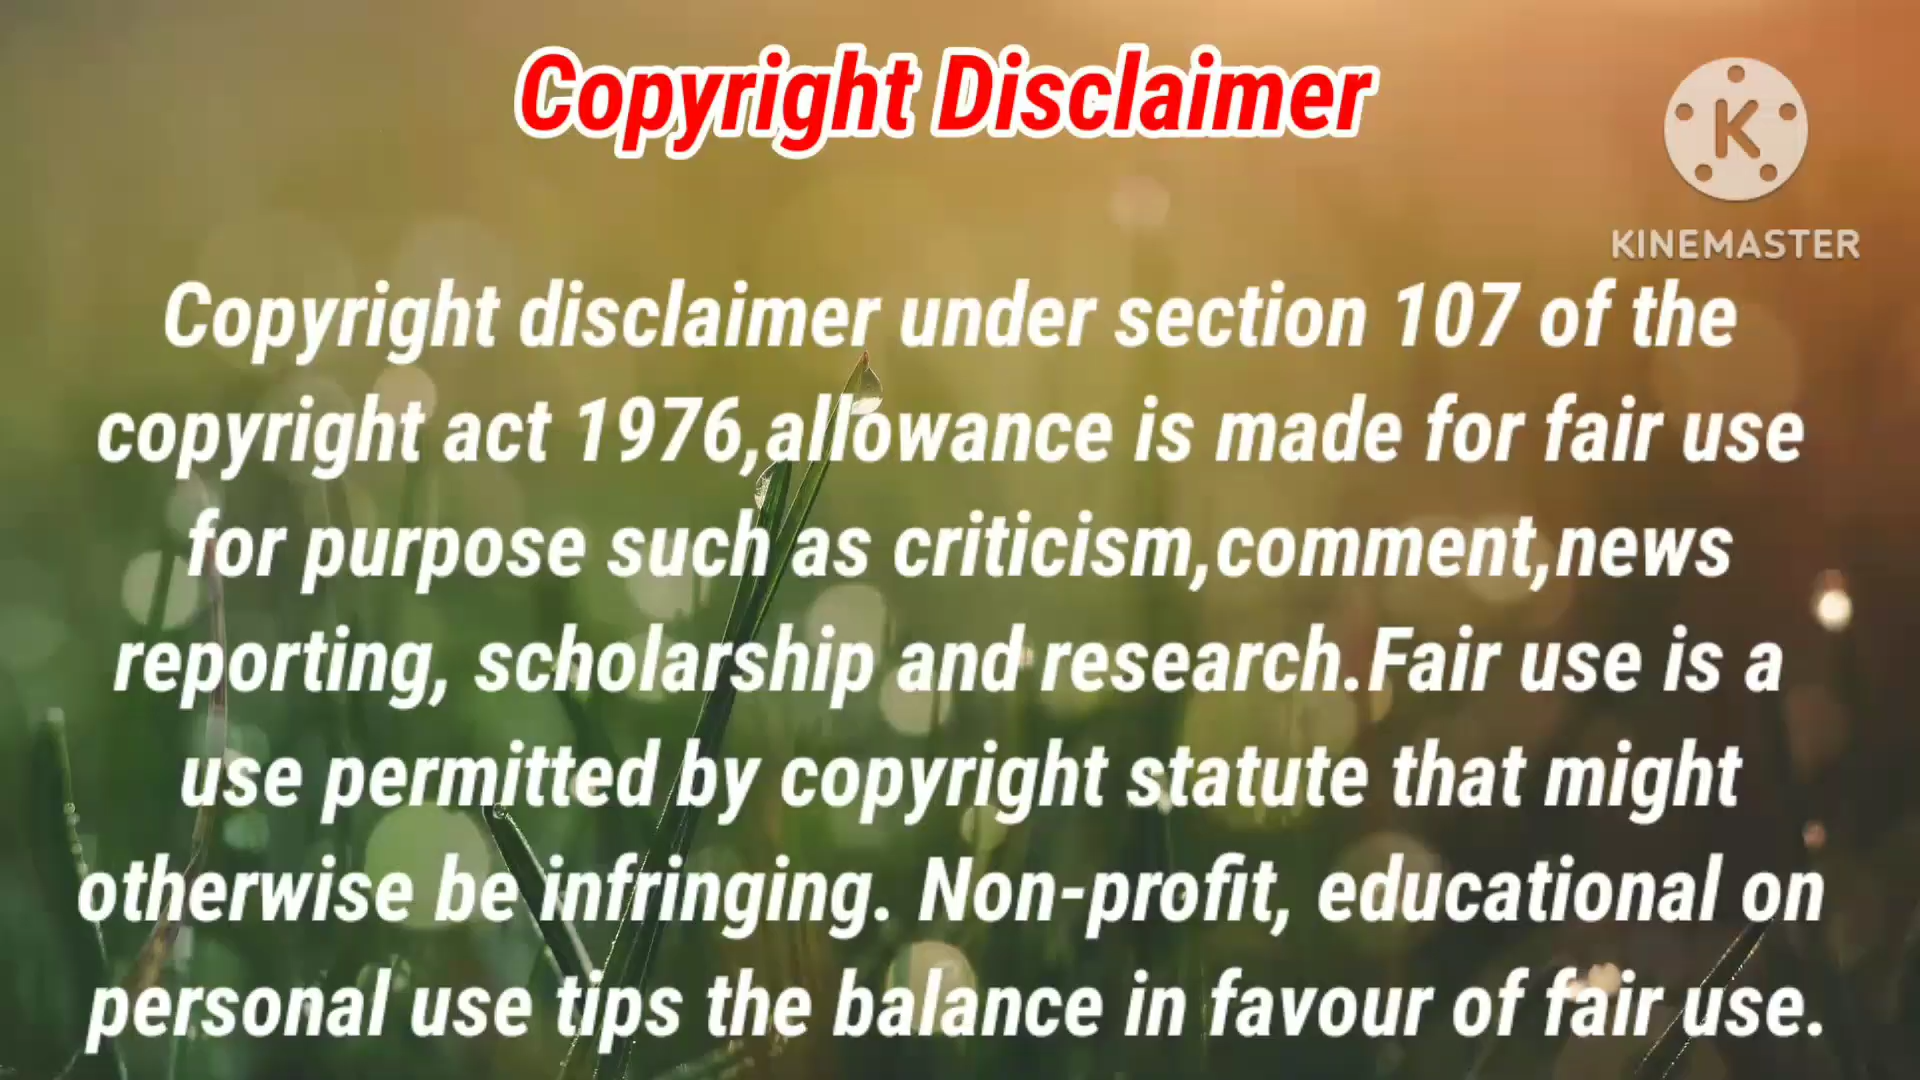 Copyright Disclaimer
KINEMASTER
Copyright disclaimer under section 107 of the
copyright act 1976,allowance is made for fair use
for purpose such as criticism,comment,news
reporting, scholarship and research.Fair use is a
use permitted by copyright statute that might
otherwise be infringing. Non-profit, educational on
personal use tips the balance in favour of fair use.